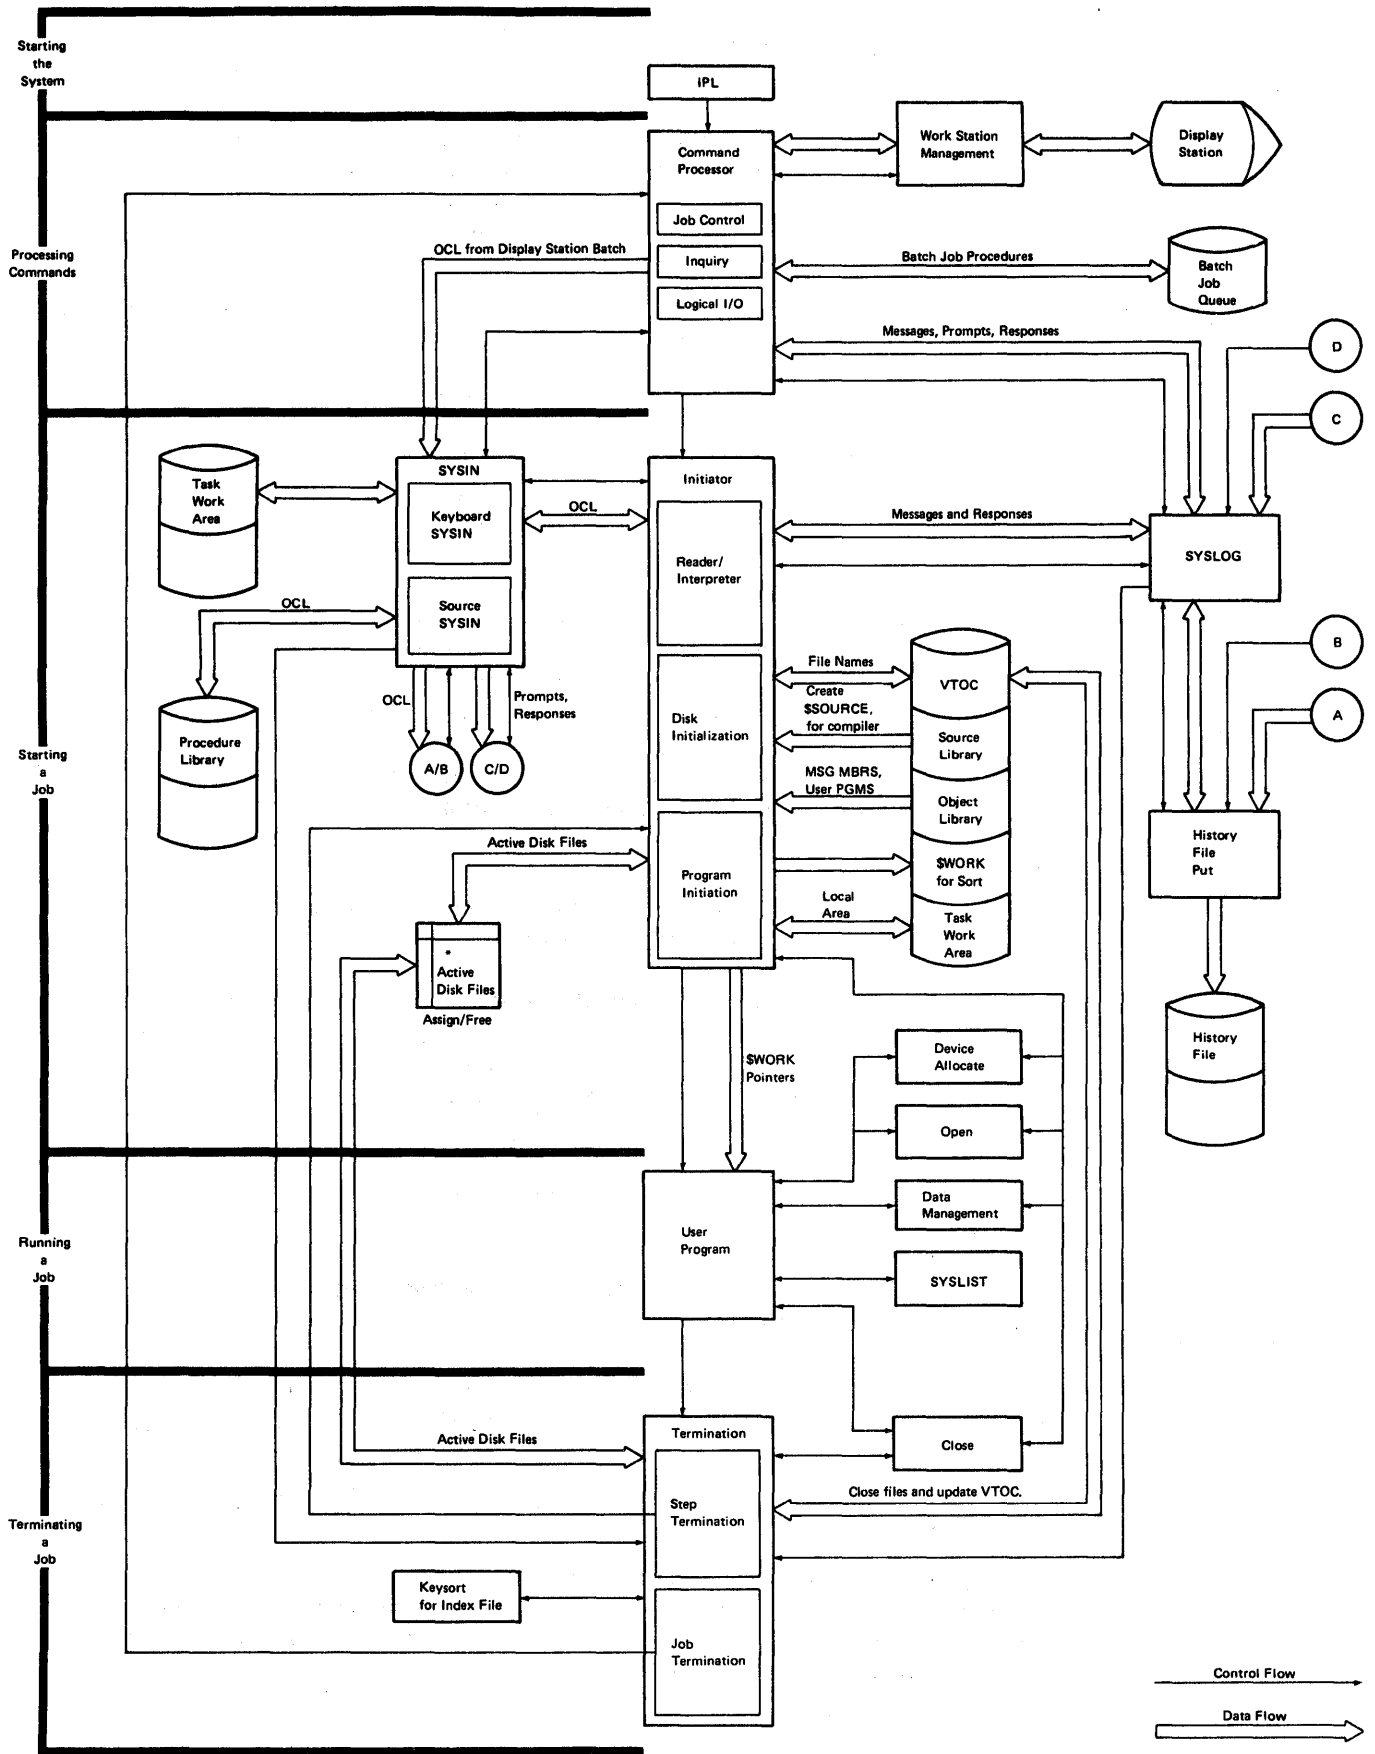 Starting
the
System
IPL
Command
Processor
Work Station
Management
Display
Station
Job Control
Processing
Commands
OCL from Display Station Batch
Inquiry
Batch Job Procedures
Batch
Job
Queue
Logical I/O
Messages, Prompts, Responses
D
C
Task
Work
Area
SYSIN
Keyboard
SYSIN
OCL
Initiator
Reader/
Interpreter
Messages and Responses
SYSLOG
OCL
Source
SYSIN
B
A
File Names
VTOC
Create
$SOURCE,
for compiler
OCL
Prompts,
Responses
Procedure
Library
Starting
a
Job
Disk
Initialization
Source
Library
A/B
C/D
MSG MBRS,
User PGMS
Object
Library
History
File
Put
Active Disk Files
Program
Initiation
$WORK
for Sort
Local
Area
Task
Work
Area
*
Active
Disk Files
Assign/Free
History
File
$WORK
Pointers
Device
Allocate
Open
Running
a
Job
User
Program
Data
Management
SYSLIST
Termination
Active Disk Files
Close
Close files and update VTOC.
Terminating
a
Job
Step
Termination
Keysort
for Index File
Job
Termination
Control Flow
Data Flow